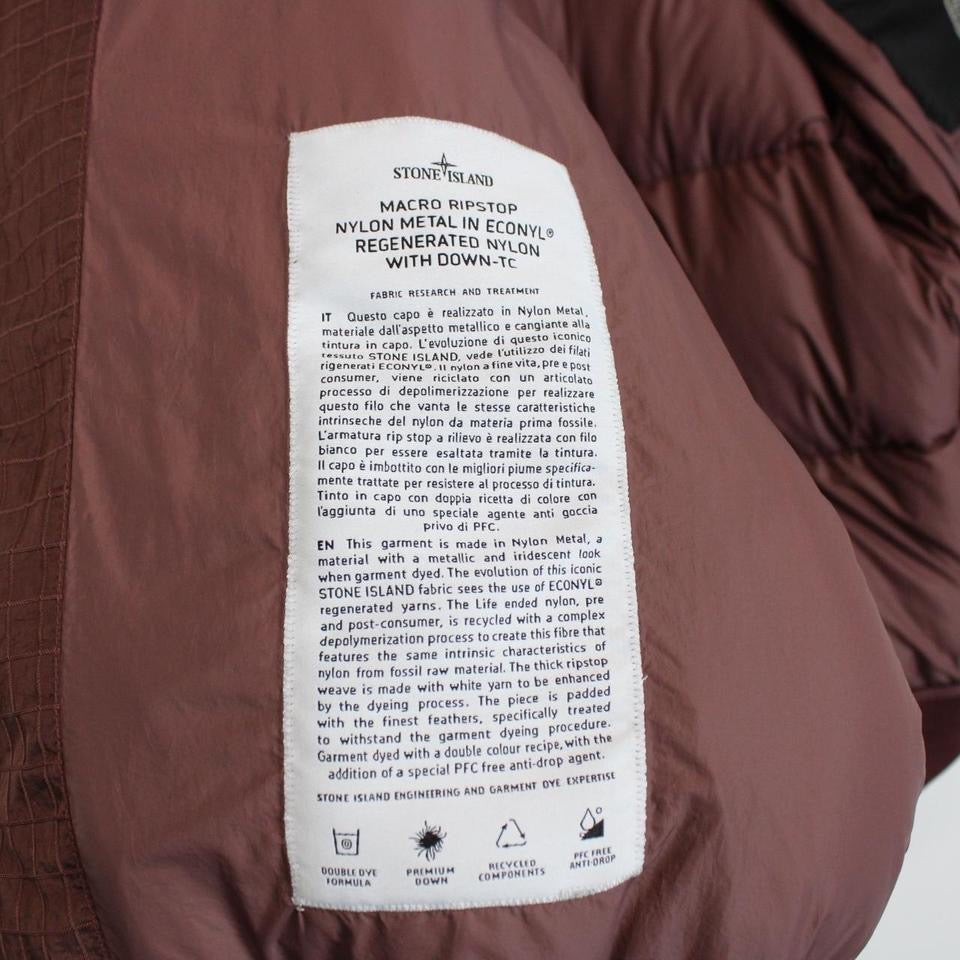 STONE ISLAND
MACRO RIPSTOP
NYLON METAL IN ECONYL®
REGENERATED NYLON
WITH DOWN-TC
FABRIC RESEARCH AND TREATMENT
IT Questo capo è realizzato in Nylon Metal,
materiale dall'aspetto metallico e cangiante alla
tintura in capo. L'evoluzione di questo iconico
tessuto STONE ISLAND, vede l'utilizzo dei filati
rigenerati ECONYL®. Il nylon a fine vita, pre e post
consumer, viene riciclato con un articolato
processo di depolimerizzazione per realizzare
questo filo che vanta le stesse caratteristiche
intrinseche del nylon da materia prima fossile.
L'armatura rip stop a rilievo è realizzata con filo
bianco per essere esaltata tramite la tintura.
Il capo è imbottito con le migliori piume specifica-
mente trattate per resistere al processo di tintura.
Tinto in capo con doppia ricetta di colore con
l'aggiunta di uno speciale agente anti goccia
privo di PFC.
EN This garment is made in Nylon Metal, a
material with a metallic and iridescent look
when garment dyed. The evolution of this iconic
STONE ISLAND fabric sees the use of ECONYL®
regenerated yarns. The Life ended nylon, pre
and post-consumer, is recycled with a complex
depolymerization process to create this fibre that
features the same intrinsic characteristics of
nylon from fossil raw material. The thick ripstop
weave is made with white yarn to be enhanced
by the dyeing process. The piece is padded
with the finest feathers, specifically treated
to withstand the garment dyeing procedure.
Garment dyed with a double colour recipe, with the
addition of a special PFC free anti-drop agent.
STONE ISLAND ENGINEERING AND GARMENT DYE EXPERTISE
DOUBLE DYE
FORMULA
PREMIUM
DOWN
RECYCLED
COMPONENTS
PFC FREE
ANTI-DROP